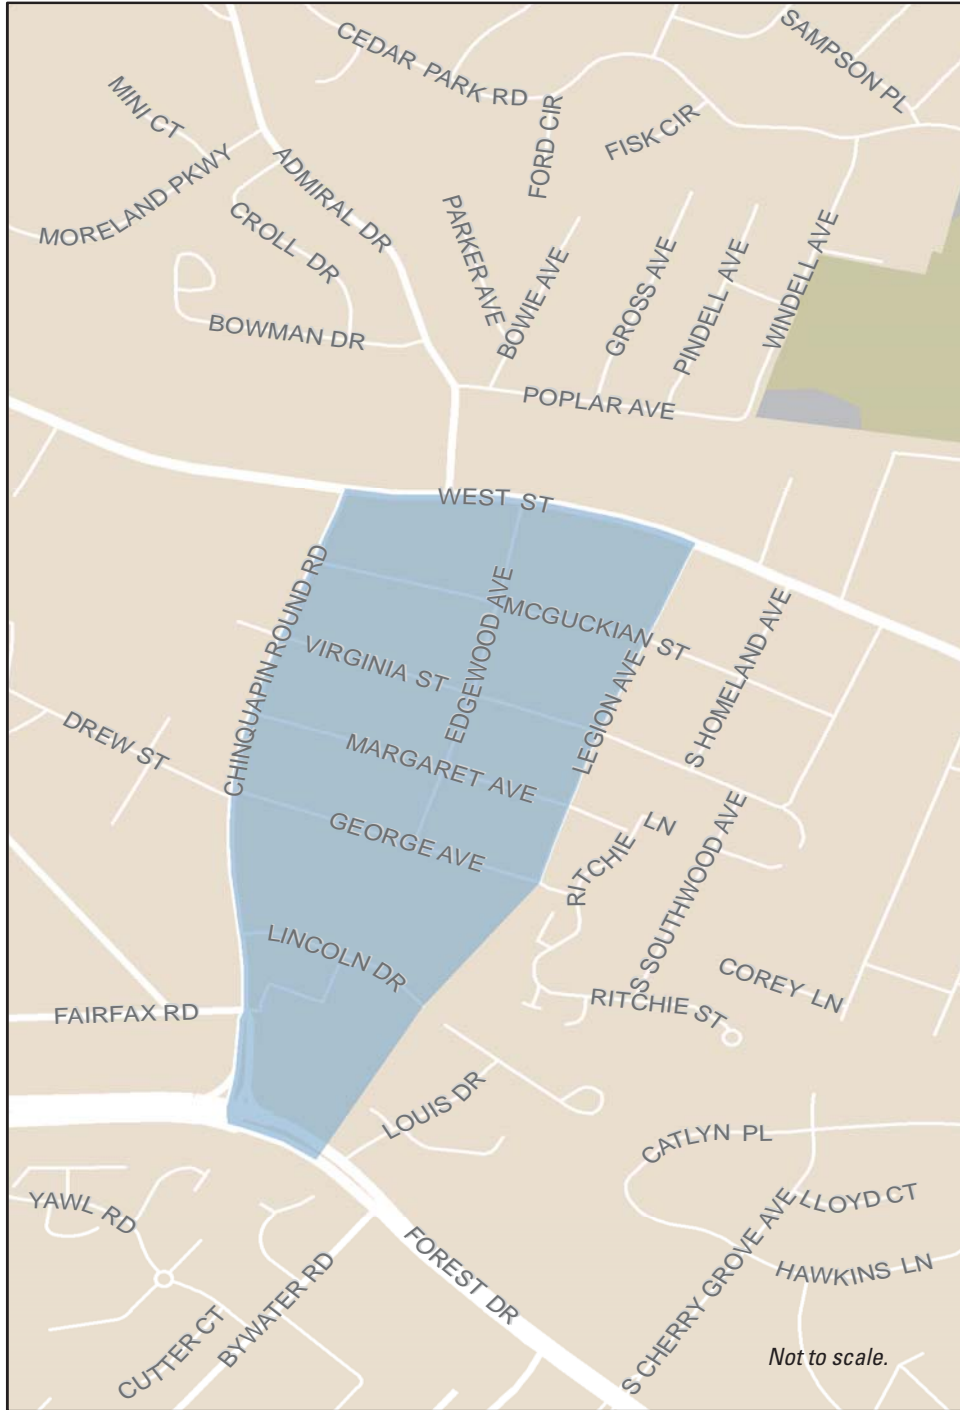 CEDAR PARK RD
SAMPSON PL
MINI CT
FORD CIR
FISK CIR
MORELAND PKWY
ADMIRAL DR
CROLL DR
PARKER AVE
BOWIE AVE
GROSS AVE
PINDELL AVE
WINDELL AVE
BOWMAN DR
POPLAR AVE
WEST ST
CHINQUAPIN ROUND RD
EDGEWOOD AVE
MCGUCKIAN ST
VIRGINIA ST
LEGION AVE
S HOMELAND AVE
DREW ST
MARGARET AVE
GEORGE AVE
RITCHIE LN
S SOUTHWOOD AVE
LINCOLN DR
COREY LN
FAIRFAX RD
RITCHIE ST
LOUIS DR
CATLYN PL
YAWL RD
LLOYD CT
S CHERRY GROVE AVE
HAWKINS LN
FOREST DR
BYWATER RD
CUTTER CT
Not to scale.